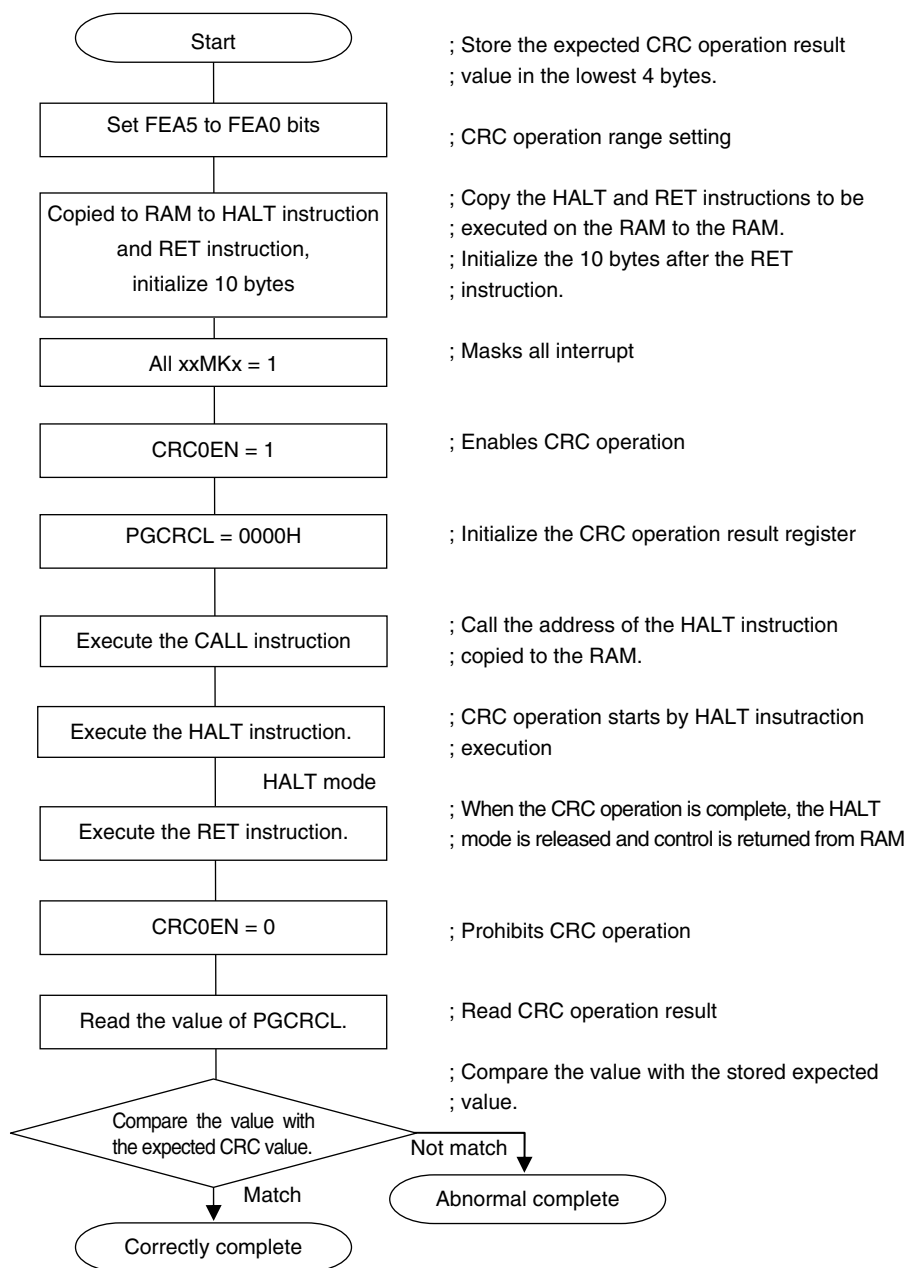 Start
; Store the expected CRC operation result
; value in the lowest 4 bytes.
Set FEA5 to FEA0 bits
; CRC operation range setting
Copied to RAM to HALT instruction
and RET instruction,
initialize 10 bytes
; Copy the HALT and RET instructions to be
; executed on the RAM to the RAM.
; Initialize the 10 bytes after the RET
; instruction.
All xxMKx = 1
; Masks all interrupt
CRC0EN = 1
; Enables CRC operation
PGCRCL = 0000H
; Initialize the CRC operation result register
Execute the CALL instruction
; Call the address of the HALT instruction
; copied to the RAM.
Execute the HALT instruction.
; CRC operation starts by HALT insutraction
; execution
HALT mode
Execute the RET instruction.
; When the CRC operation is complete, the HALT
; mode is released and control is returned from RAM
CRC0EN = 0
; Prohibits CRC operation
Read the value of PGCRCL.
; Read CRC operation result
; Compare the value with the stored expected
; value.
Compare the value with
the expected CRC value.
Not match
Match
Abnormal complete
Correctly complete